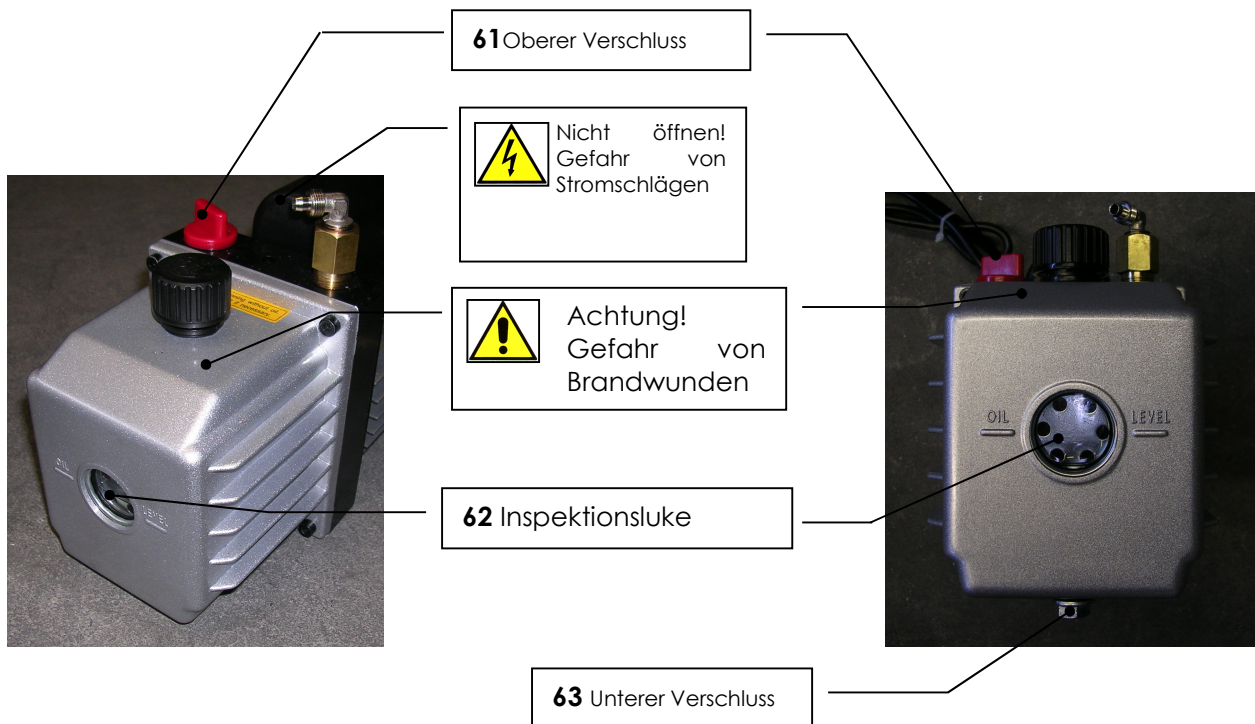 61 Oberer Verschluss
Nicht öffnen!
Gefahr von
Stromschlägen
Achtung!
Gefahr von
Brandwunden
OIL
LEVEL
OIL LEVEL
62 Inspektionsluke
63 Unterer Verschluss